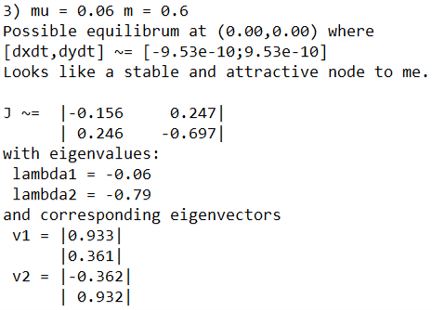 3) mu = 0.06 m = 0.6
Possible equilibrum at (0.00,0.00) where
[dxdt,dydt] ~= [-9.53e-10;9.53e-10]
Looks like a stable and attractive node to me.
J ~= |-0.156 0.247|
| 0.246 -0.697|
with eigenvalues:
lambda1 = -0.06
lambda2 = -0.79
and corresponding eigenvectors
v1 = |0.933|
|0.361|
v2 = |-0.362|
| 0.932|